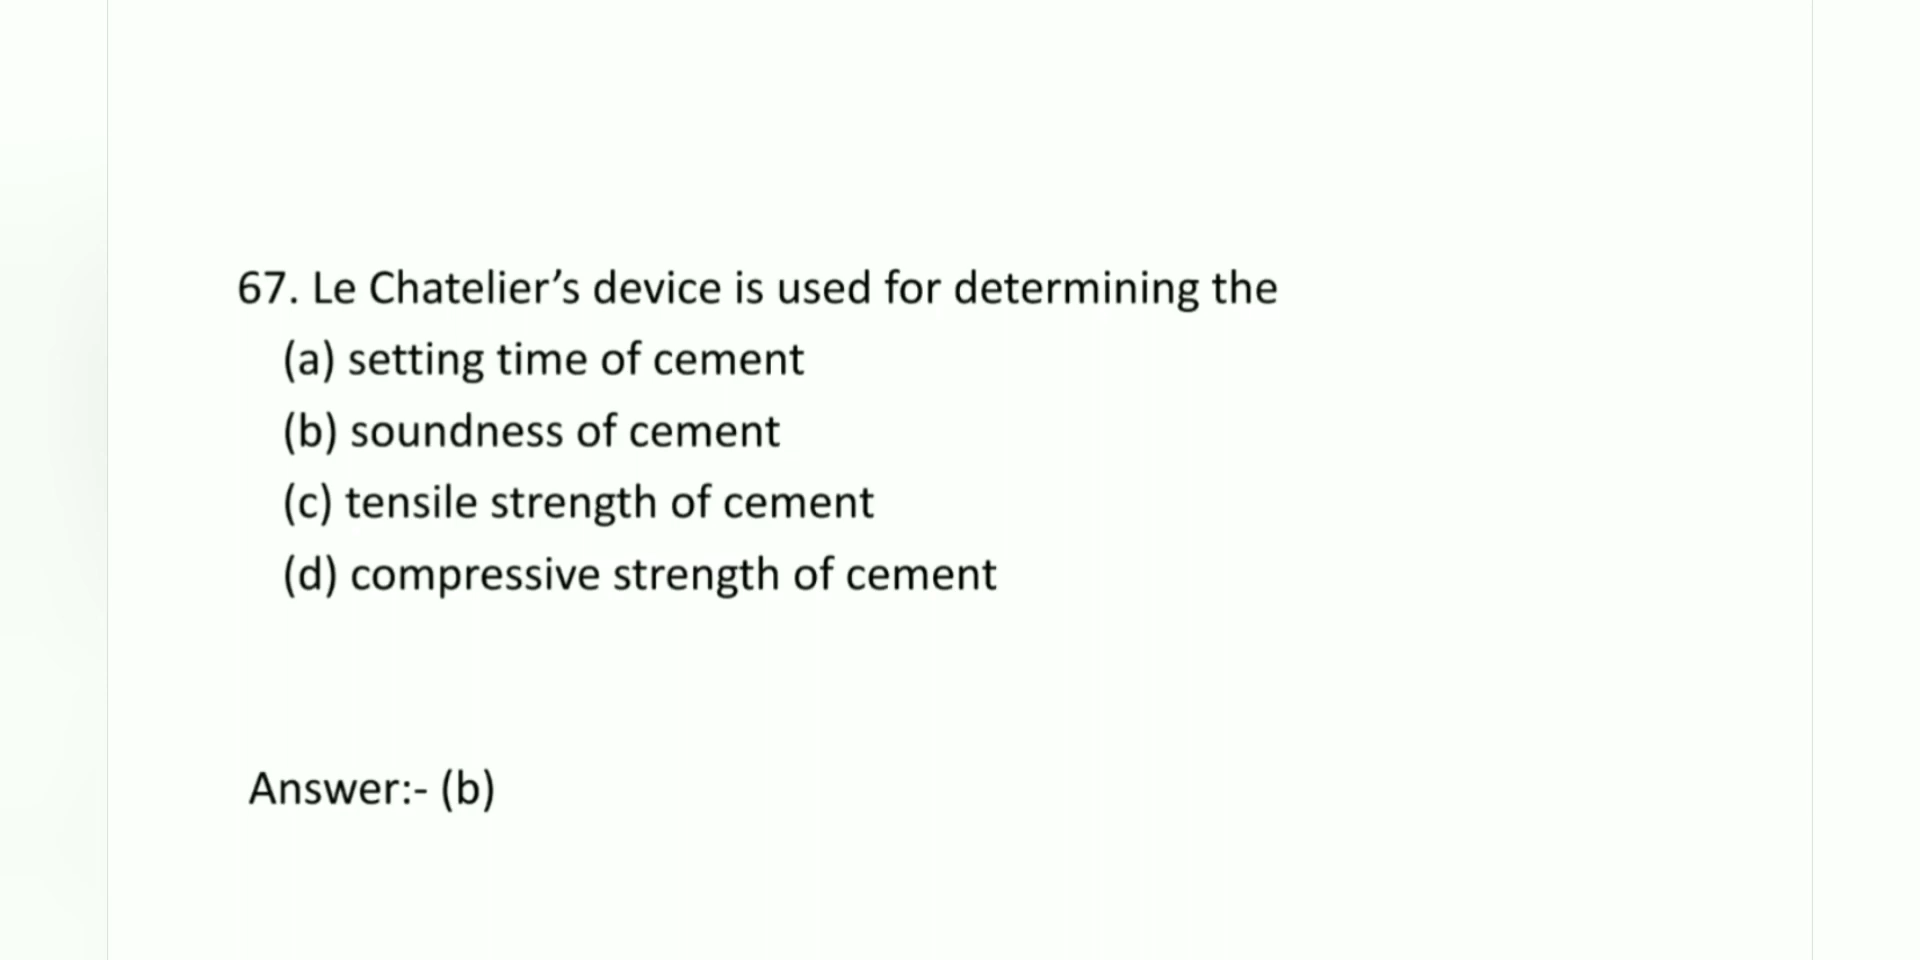 67. Le Chatelier’s device is used for determining the
(a) setting time of cement
(b) soundness of cement
(c) tensile strength of cement
(d) compressive strength of cement
Answer:- (b)